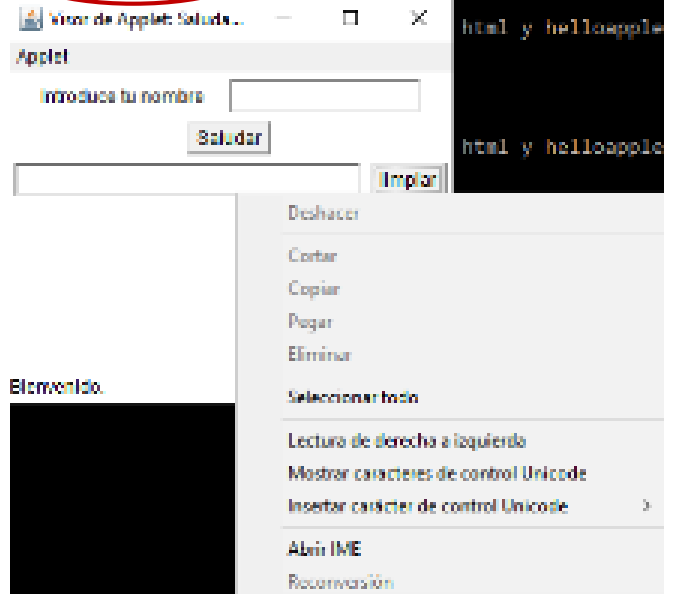 Visor de Applet: Saluda...
html y helloapple
Applet
Introduce tu nombre
Saludar
html y helloapple
limpiar
Deshacer
Cortar
Copiar
Pegar
Eliminar
Bienvenido.
Seleccionar todo
Lectura de derecha a izquierda
Mostrar caracteres de control Unicode
Insertar carácter de control Unicode
Abrir IME
Reconversión